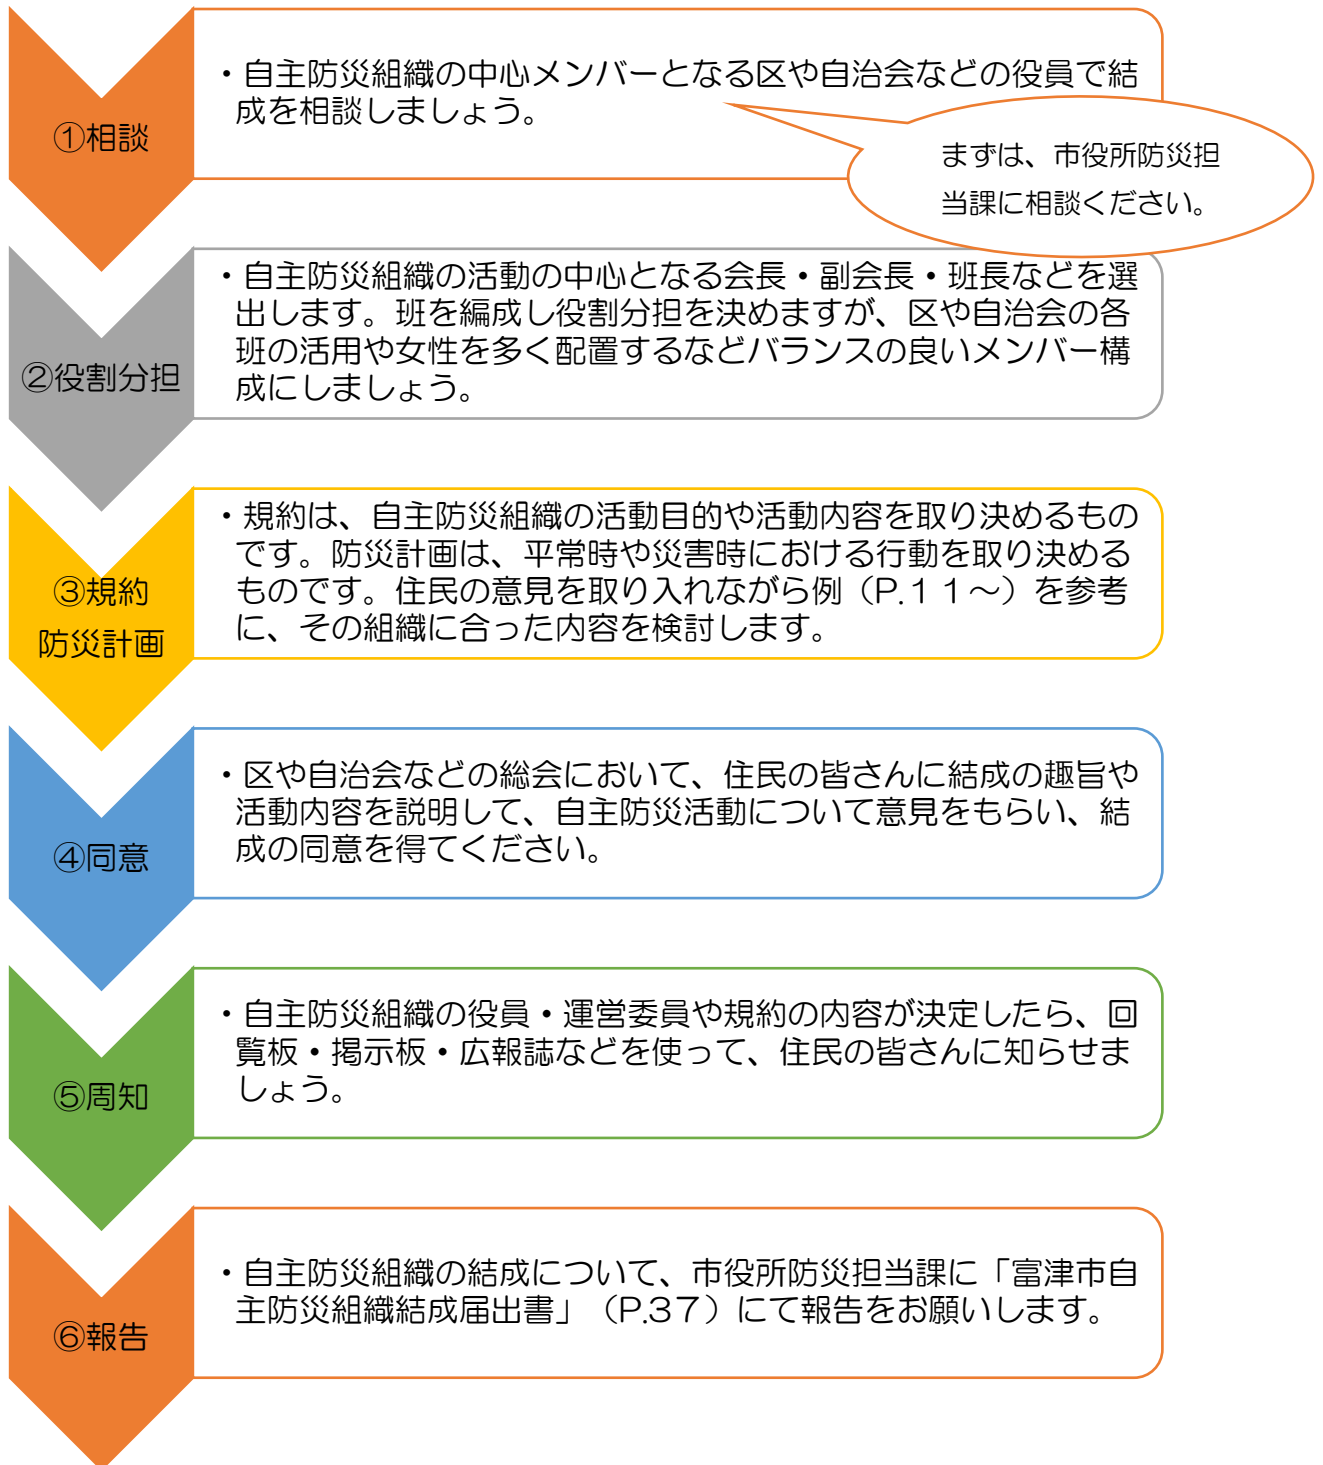 ①相談
・自主防災組織の中心メンバーとなる区や自治会などの役員で結
成を相談しましょう。
まずは、市役所防災担
当課に相談ください。
②役割分担
・自主防災組織の活動の中心となる会長・副会長・班長などを選
出します。班を編成し役割分担を決めますが、区や自治会の各
班の活用や女性を多く配置するなどバランスの良いメンバー構
成にしましょう。
③規約
防災計画
・規約は、自主防災組織の活動目的や活動内容を取り決めるもの
です。防災計画は、平常時や災害時における行動を取り決める
ものです。住民の意見を取り入れながら例（P.１１～）を参考
に、その組織に合った内容を検討します。
④同意
・区や自治会などの総会において、住民の皆さんに結成の趣旨や
活動内容を説明して、自主防災活動について意見をもらい、結
成の同意を得てください。
⑤周知
・自主防災組織の役員・運営委員や規約の内容が決定したら、回
覧板・掲示板・広報誌などを使って、住民の皆さんに知らせま
しょう。
⑥報告
・自主防災組織の結成について、市役所防災担当課に「富津市自
主防災組織結成届出書」（P.３７）にて報告をお願いします。